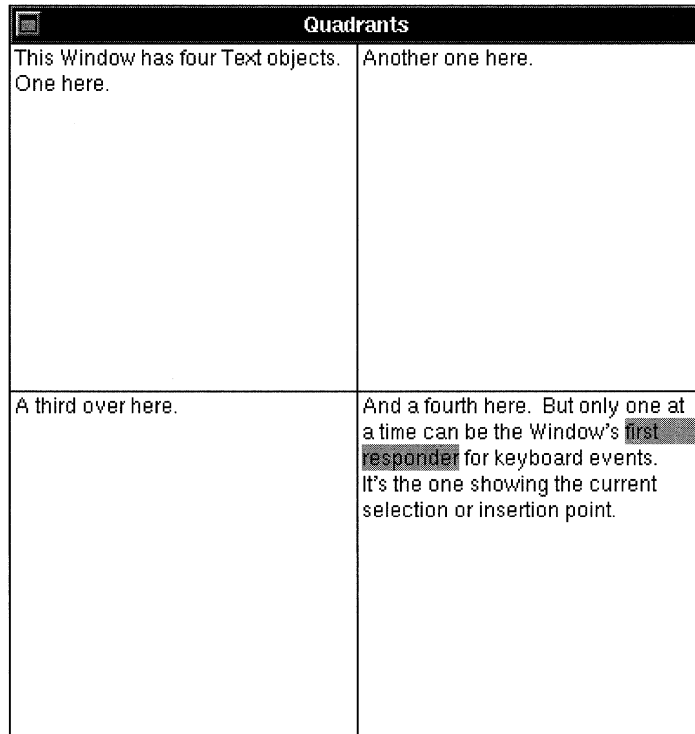 Quadrants
This Window has four Text objects.
One here.
Another one here.
A third over here.
And a fourth here.  But only one at
a time can be the Window's first
responder for keyboard events.
It's the one showing the current
selection or insertion point.